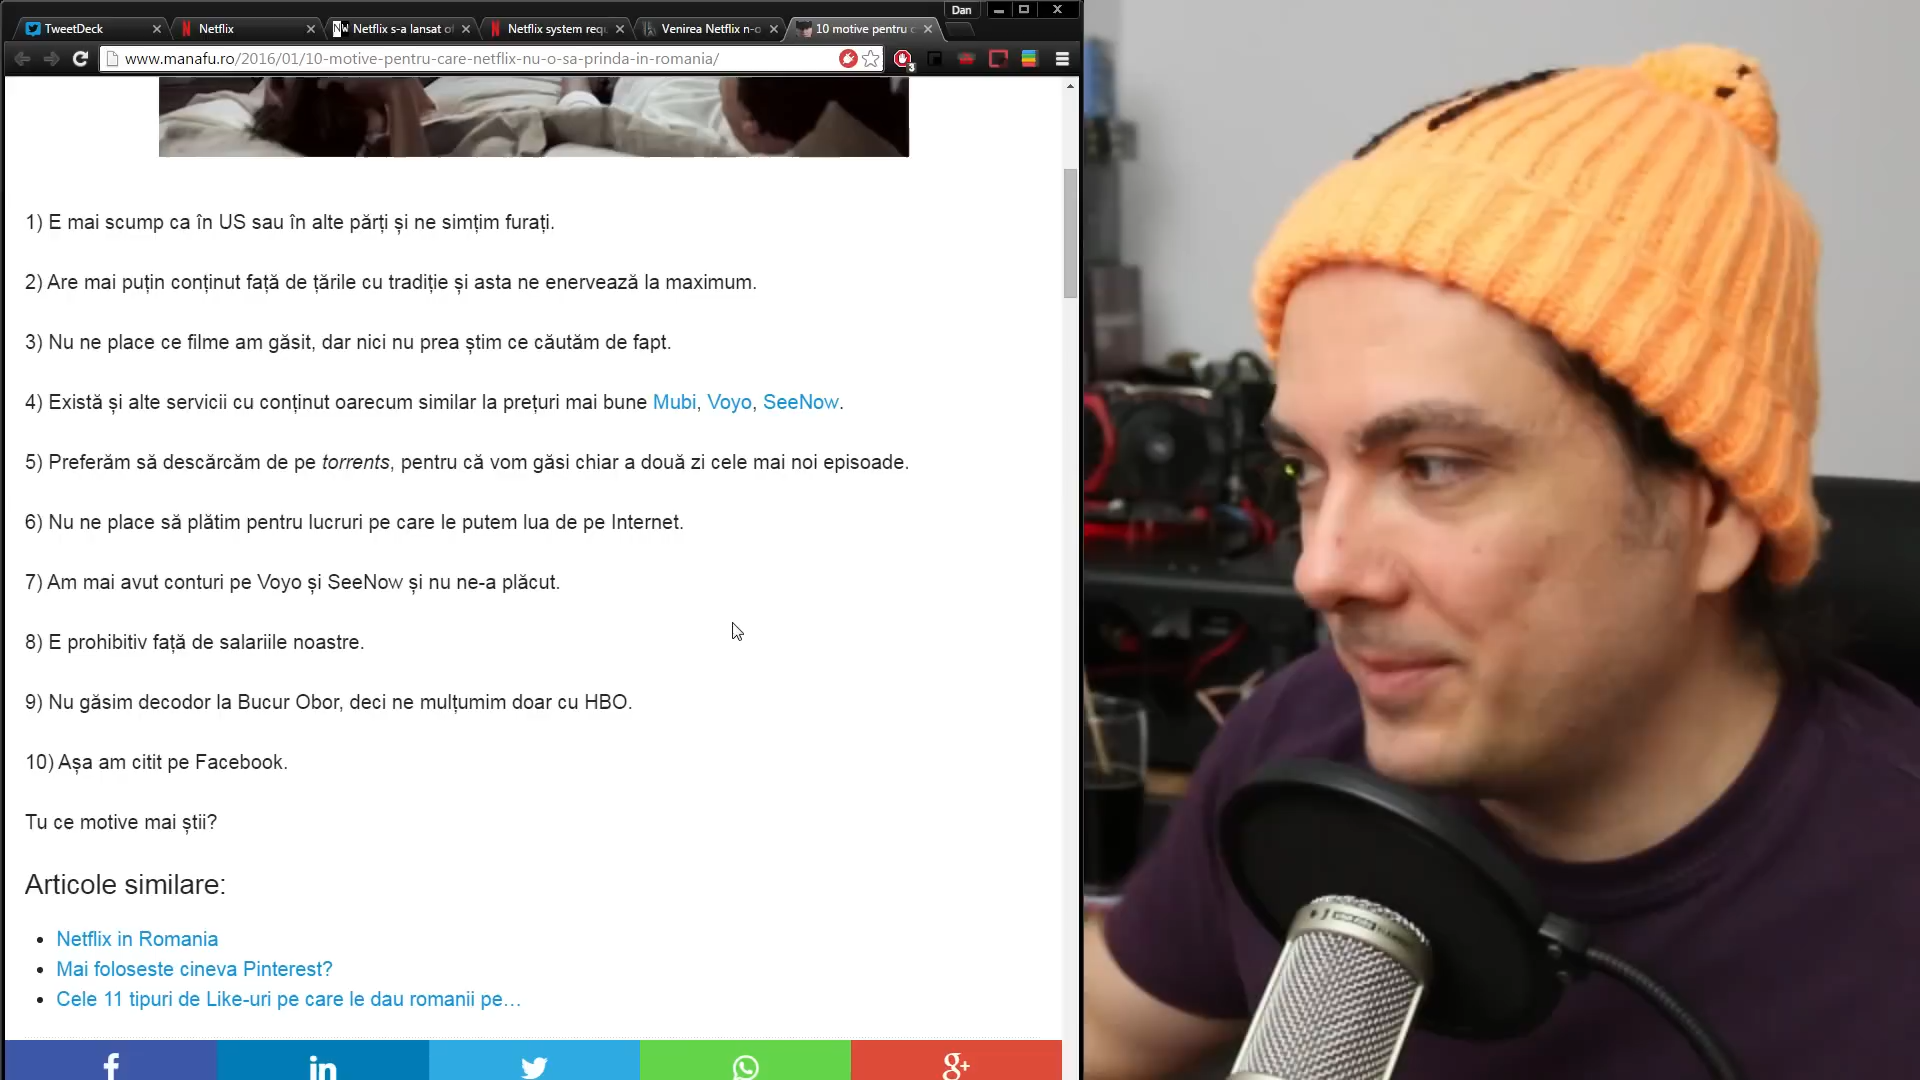 Dan
TweetDeck
Netflix
Netflix s-a lansat of
Netflix system requ
Venirea Netflix n-o
10 motive pentru c
www.manafu.ro/2016/01/10-motive-pentru-care-netflix-nu-o-sa-prinda-in-romania/
3
1) E mai scump ca în US sau în alte părți și ne simțim furați.
2) Are mai puțin conținut față de țările cu tradiție și asta ne enervează la maximum.
3) Nu ne place ce filme am găsit, dar nici nu prea știm ce căutăm de fapt.
4) Există și alte servicii cu conținut oarecum similar la prețuri mai bune Mubi, Voyo, SeeNow.
5) Preferăm să descărcăm de pe torrents, pentru că vom găsi chiar a două zi cele mai noi episoade.
6) Nu ne place să plătim pentru lucruri pe care le putem lua de pe Internet.
7) Am mai avut conturi pe Voyo și SeeNow și nu ne-a plăcut.
8) E prohibitiv față de salariile noastre.
9) Nu găsim decodor la Bucur Obor, deci ne mulțumim doar cu HBO.
10) Așa am citit pe Facebook.
Tu ce motive mai știi?
Articole similare:
Netflix in Romania
Mai foloseste cineva Pinterest?
Cele 11 tipuri de Like-uri pe care le dau romanii pe…
f
in
g+